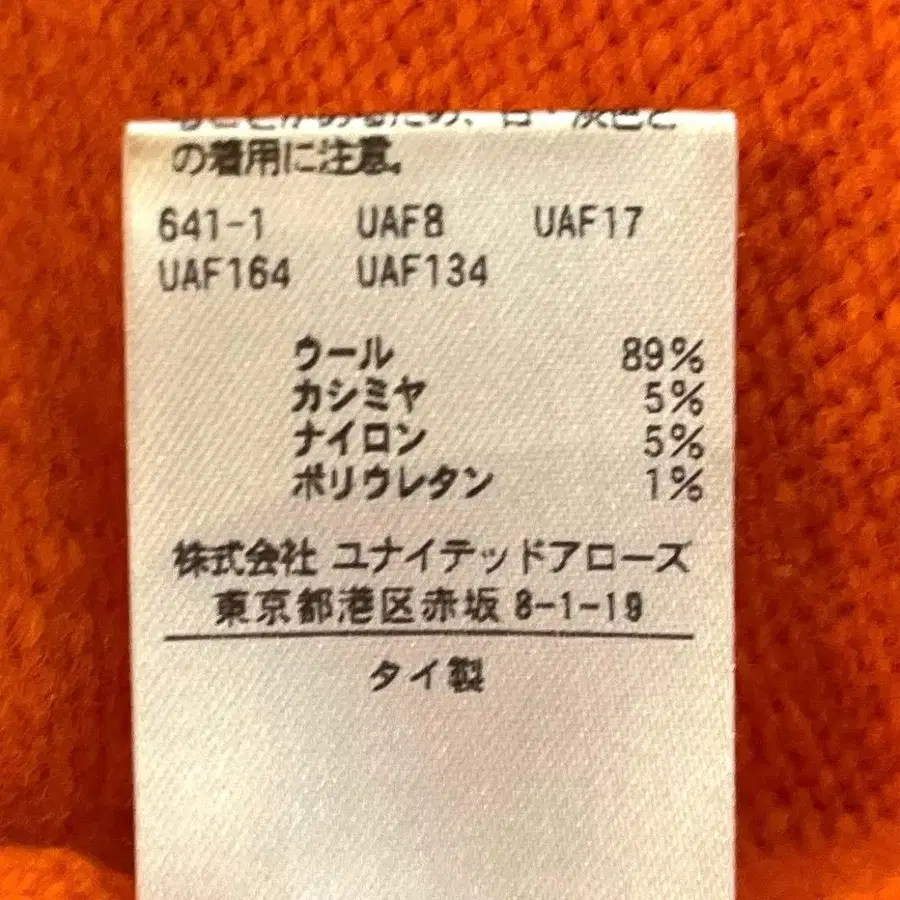 の着用に注意。
641-1 UAF8 UAF17
UAF164 UAF134
ウール 89%
カシミヤ 5%
ナイロン 5%
ポリウレタン 1%
株式会社 ユナイテッドアローズ
東京都港区赤坂 8-1-19
タイ製